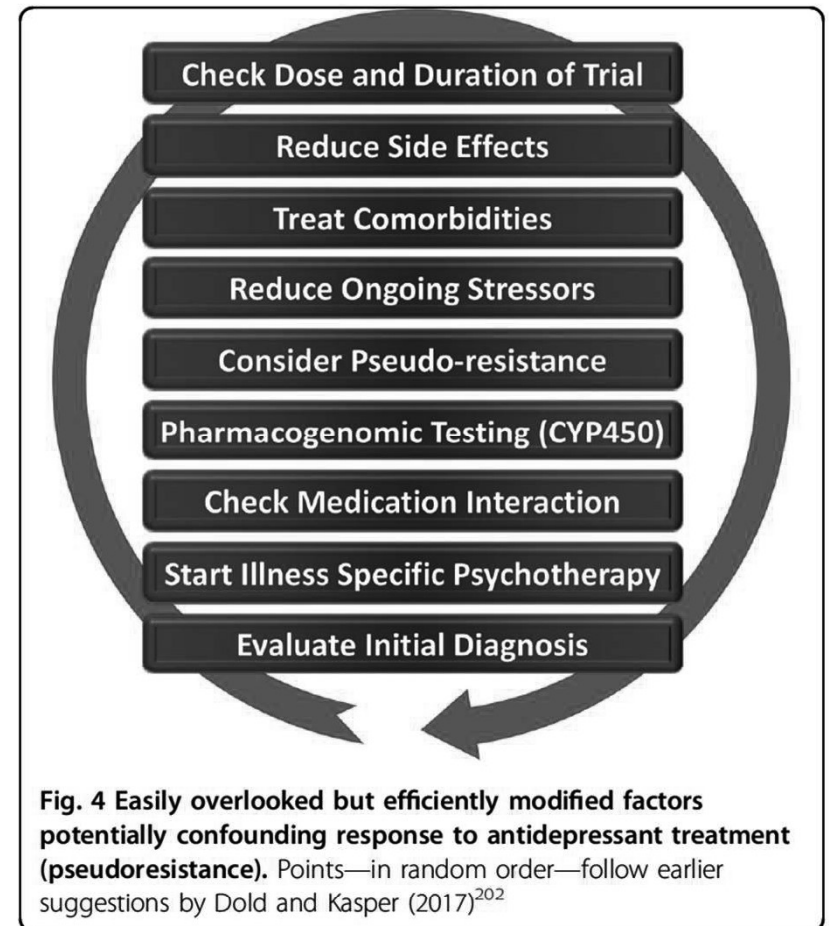 Check Dose and Duration of Trial
Reduce Side Effects
Treat Comorbidities
Reduce Ongoing Stressors
Consider Pseudo-resistance
Pharmacogenomic Testing (CYP450)
Check Medication Interaction
Start Illness Specific Psychotherapy
Evaluate Initial Diagnosis
Fig. 4 Easily overlooked but efficiently modified factors
potentially confounding response to antidepressant treatment
(pseudoresistance). Points—in random order—follow earlier
suggestions by Dold and Kasper (2017)202